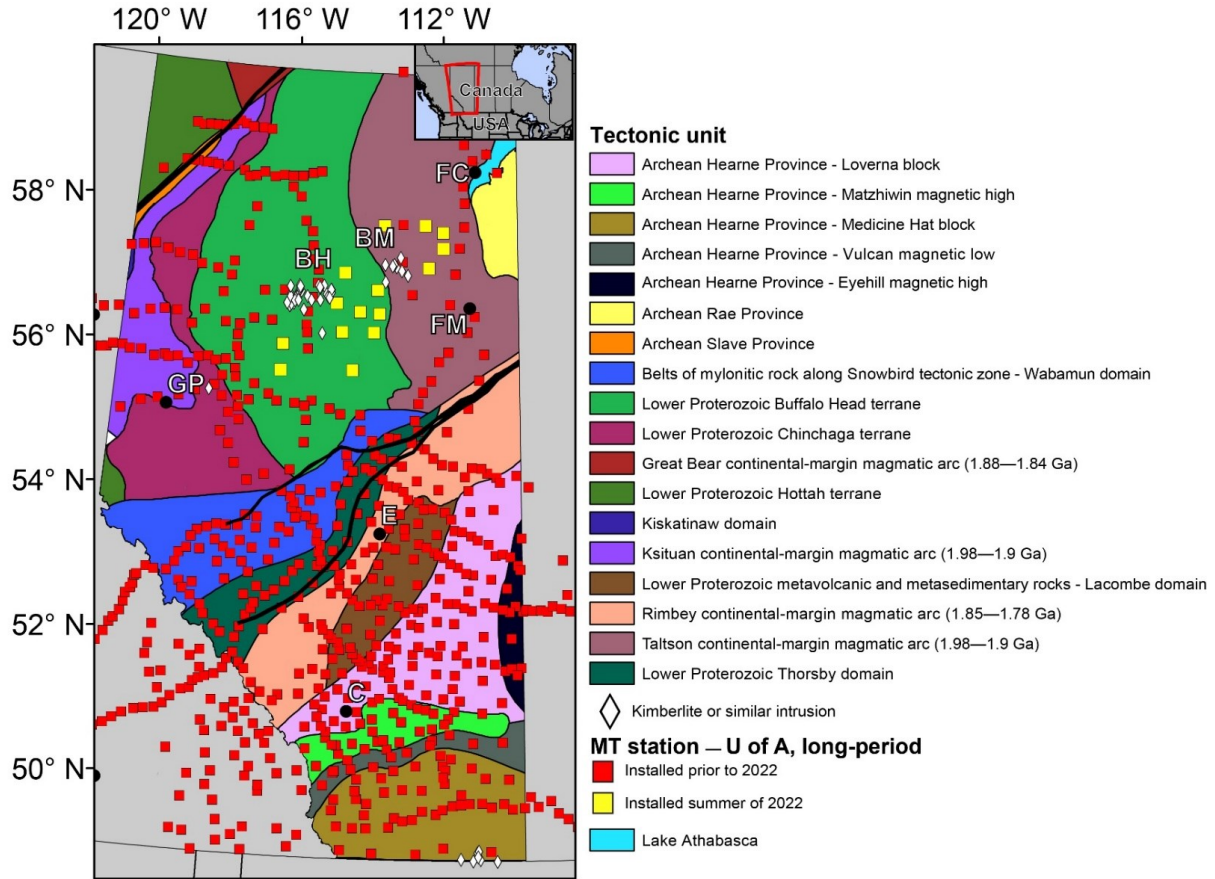 120° W 116° W 112° W
Canada
USA
58° N
56° N
54° N
52° N
50° N
FC
BM
BH
FM
GP
E
C
Tectonic unit
Archean Hearne Province - Loverna block
Archean Hearne Province - Matzhiwin magnetic high
Archean Hearne Province - Medicine Hat block
Archean Hearne Province - Vulcan magnetic low
Archean Hearne Province - Eyehill magnetic high
Archean Rae Province
Archean Slave Province
Belts of mylonitic rock along Snowbird tectonic zone - Wabamun domain
Lower Proterozoic Buffalo Head terrane
Lower Proterozoic Chinchaga terrane
Great Bear continental-margin magmatic arc (1.88—1.84 Ga)
Lower Proterozoic Hottah terrane
Kiskatinaw domain
Ksituan continental-margin magmatic arc (1.98—1.9 Ga)
Lower Proterozoic metavolcanic and metasedimentary rocks - Lacombe domain
Rimbey continental-margin magmatic arc (1.85—1.78 Ga)
Taltson continental-margin magmatic arc (1.98—1.9 Ga)
Lower Proterozoic Thorsby domain
Kimberlite or similar intrusion
MT station — U of A, long-period
Installed prior to 2022
Installed summer of 2022
Lake Athabasca